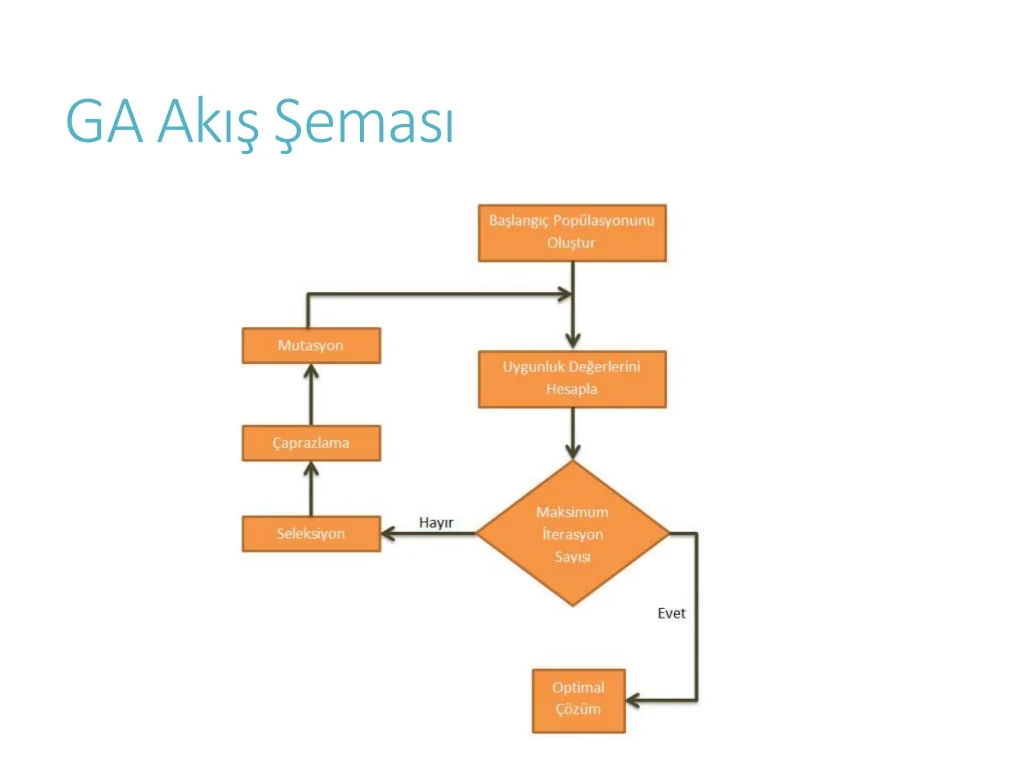 GA Akış Şeması
Başlangıç Popülasyonunu
Oluştur
Mutasyon
Uygunluk Değerlerini
Hesapla
Çaprazlama
Maksimum
İterasyon
Sayısı
Hayır
Seleksiyon
Evet
Optimal
Çözüm